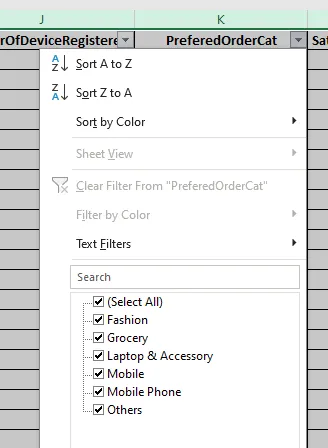 J K
rOfDeviceRegistere PreferedOrderCat Sat
Sort A to Z
Sort Z to A
Sort by Color
Sheet View
Clear Filter From "PreferedOrderCat"
Filter by Color
Text Filters
Search
(Select All)
Fashion
Grocery
Laptop & Accessory
Mobile
Mobile Phone
Others